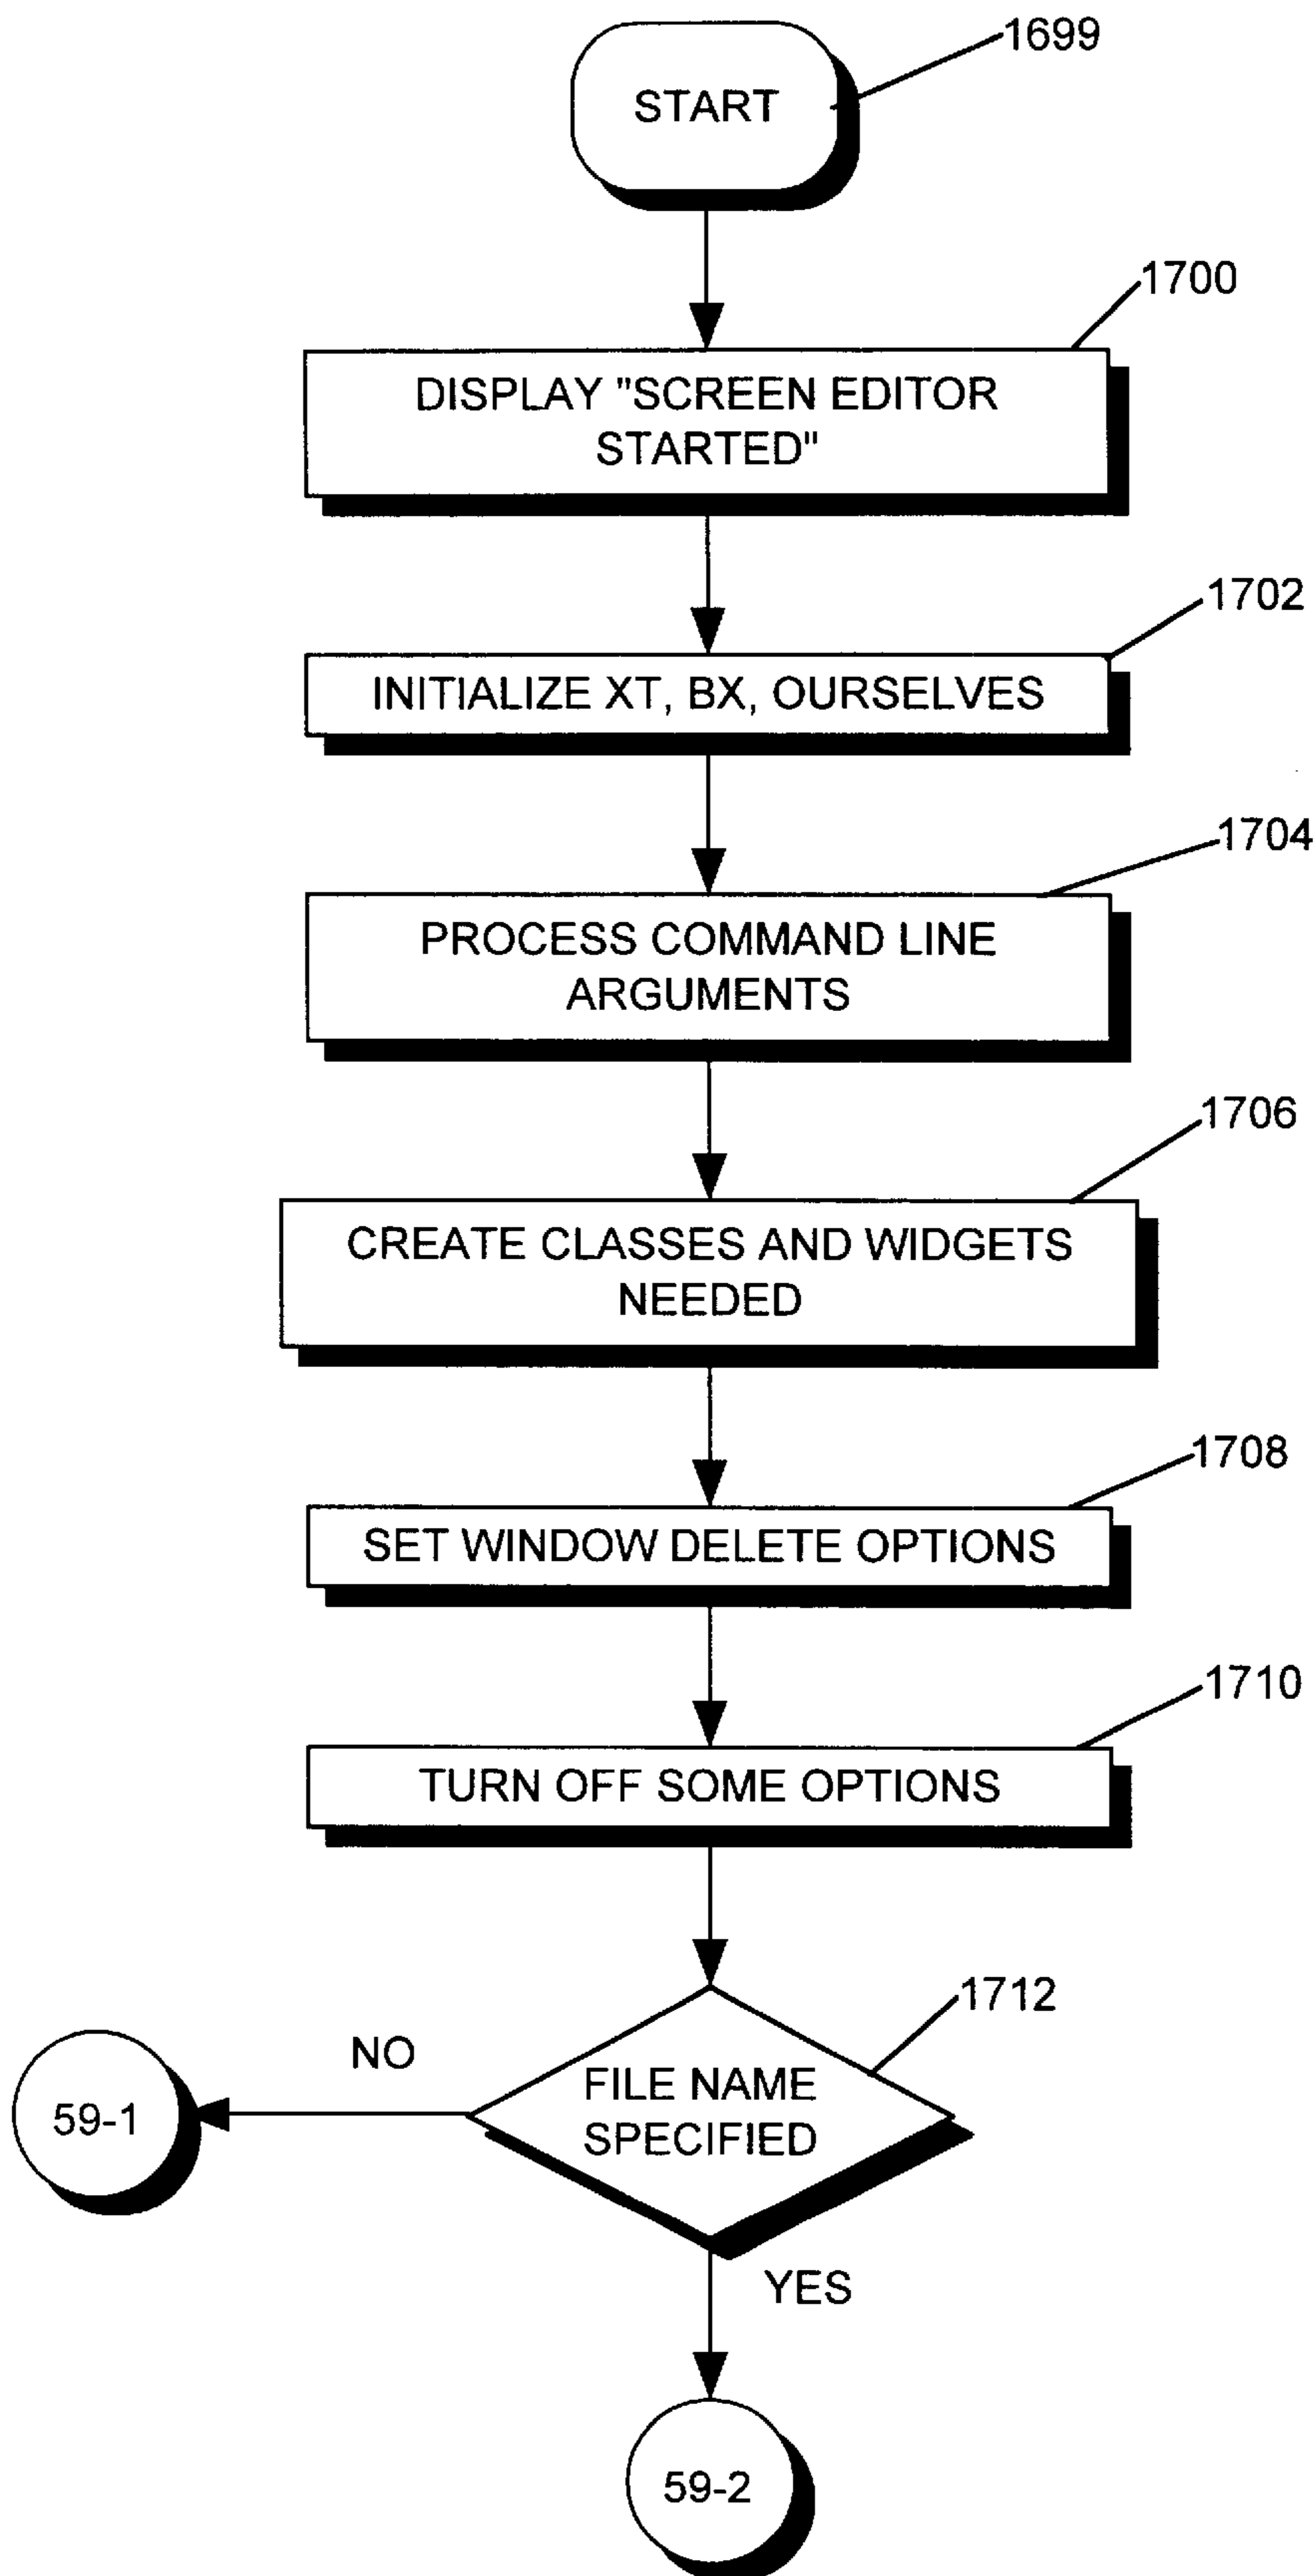 1699
START
1700
DISPLAY "SCREEN EDITOR
STARTED"
1702
INITIALIZE XT, BX, OURSELVES
1704
PROCESS COMMAND LINE
ARGUMENTS
1706
CREATE CLASSES AND WIDGETS
NEEDED
1708
SET WINDOW DELETE OPTIONS
1710
TURN OFF SOME OPTIONS
1712
FILE NAME
SPECIFIED
NO
59-1
YES
59-2